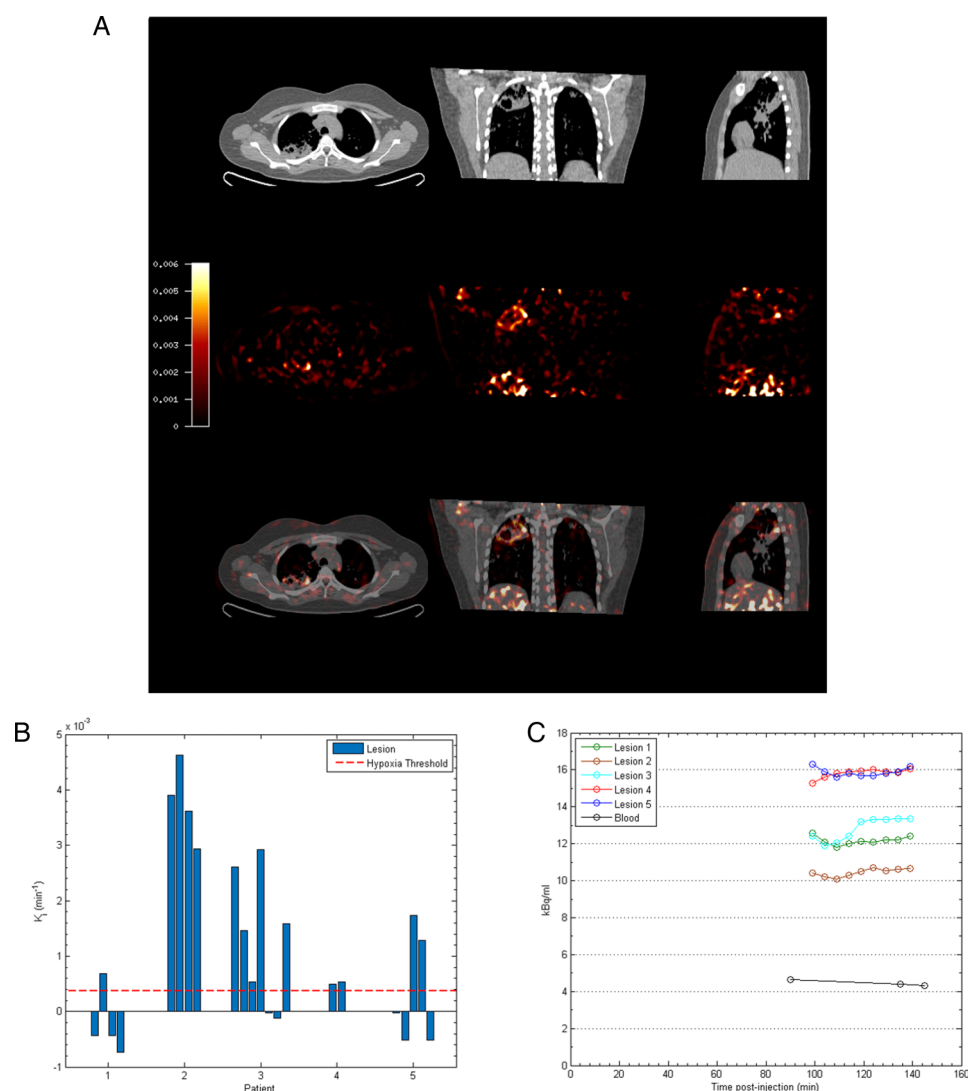 A
0.006
0.005
0.004
0.003
0.002
0.001
0
B
5 x 10⁻³
4
3
2
1
0
-1
Kᵢ (min⁻¹)
Lesion
Hypoxia Threshold
1 2 3 4 5
Patient
C
18
16
14
12
10
8
6
4
2
0
kBq/ml
Lesion 1
Lesion 2
Lesion 3
Lesion 4
Lesion 5
Blood
0 20 40 60 80 100 120 140 160
Time post-injection (min)